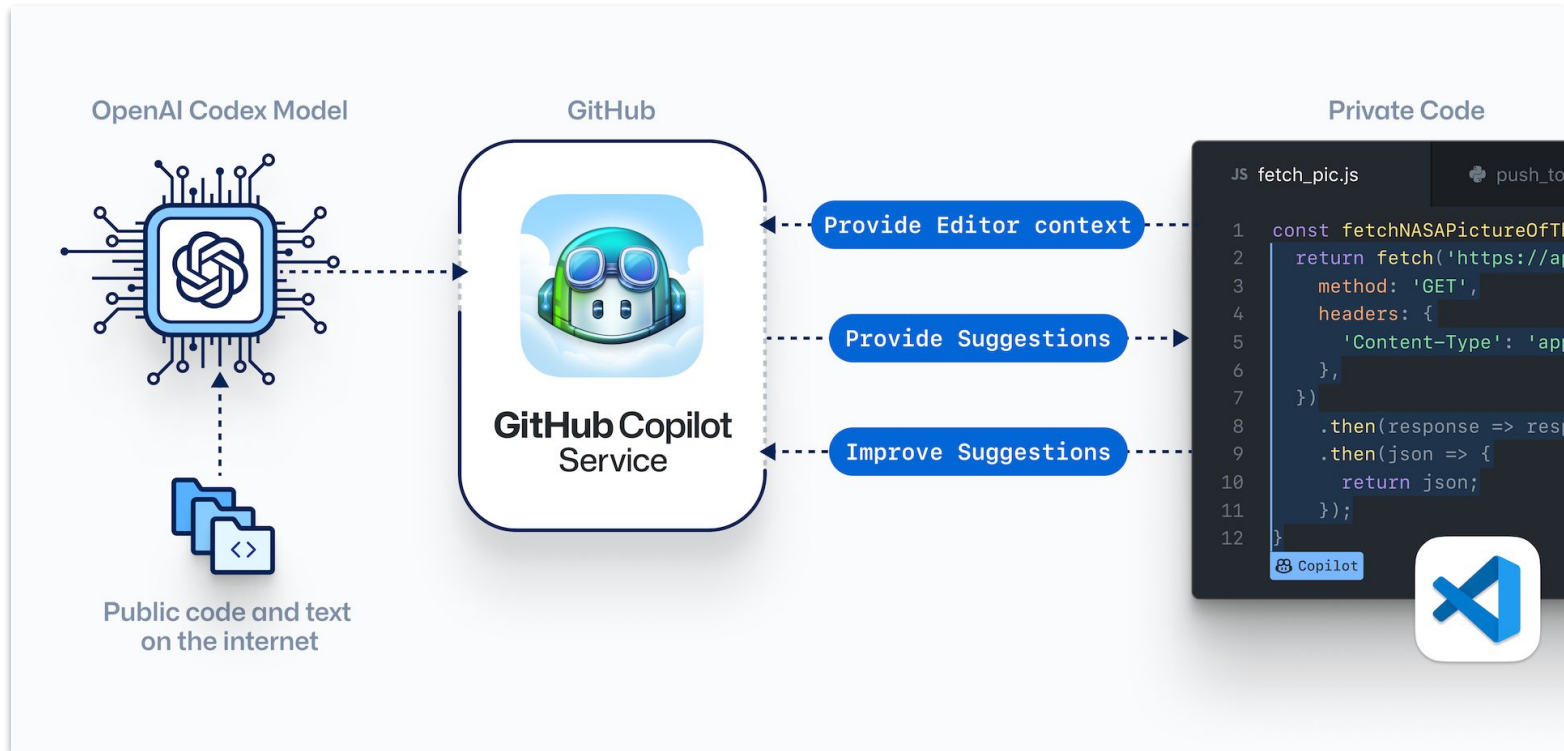 OpenAI Codex Model
GitHub
Private Code
JS fetch_pic.js
push_to
Provide Editor context
Provide Suggestions
Improve Suggestions
GitHub Copilot
Service
1 const fetchNASAPictureOfTh
2 return fetch('https://ap
3 method: 'GET',
4 headers: {
5 'Content-Type': 'app
6 },
7 })
8 .then(response => resp
9 .then(json => {
10 return json;
11 });
12 }
Copilot
<>
Public code and text
on the internet